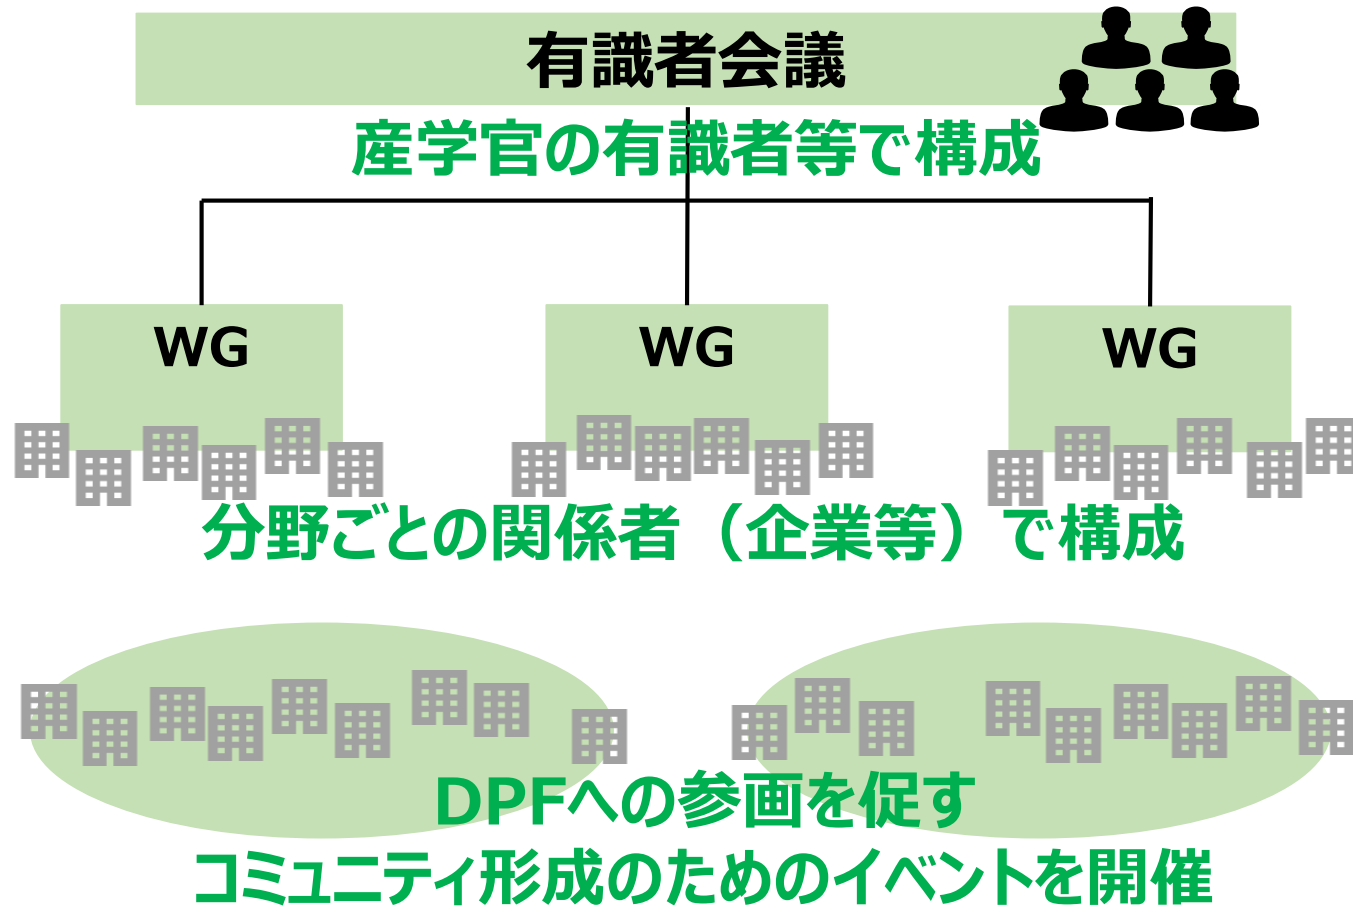 有識者会議
産学官の有識者等で構成
WG
WG
WG
分野ごとの関係者（企業等）で構成
DPFへの参画を促す
コミュニティ形成のためのイベントを開催